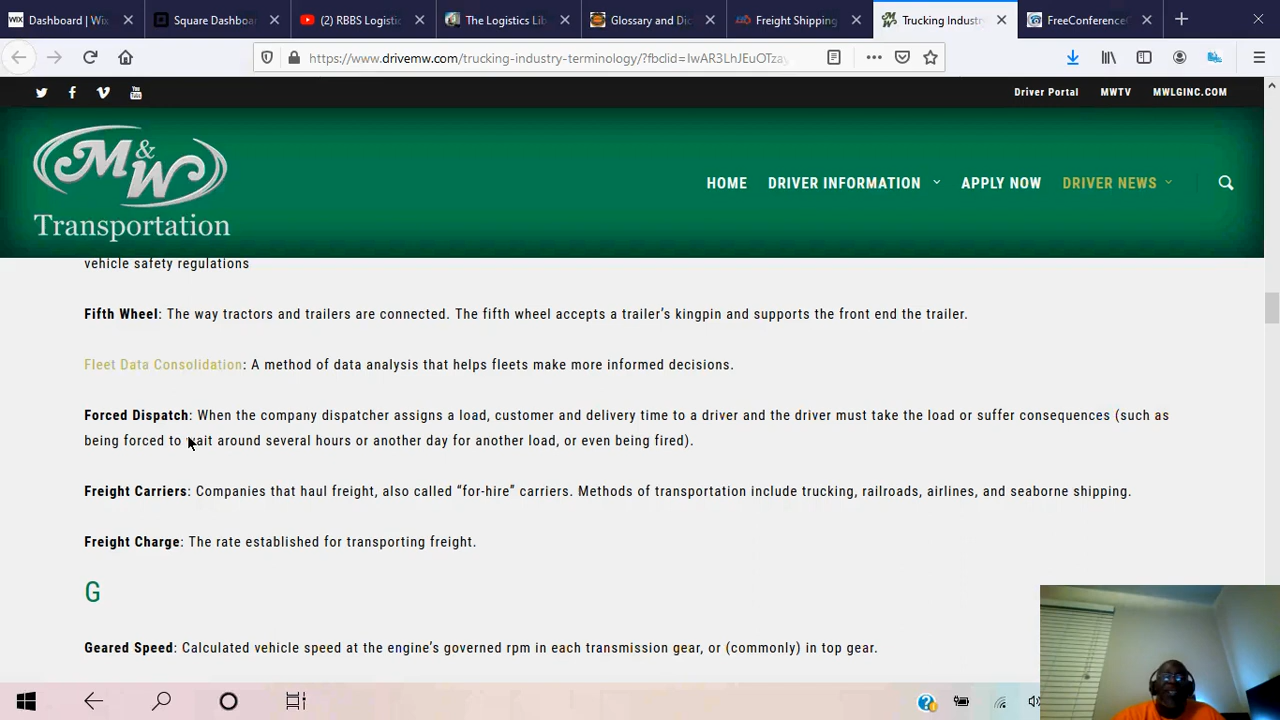 Dashboard | Wix
Square Dashboa
(2) RBBS Logistic
The Logistics Lib
Glossary and Dic
Freight Shipping
Trucking Industr
FreeConferenceC
https://www.drivemw.com/trucking-industry-terminology/?fbclid=IwAR3LhJEuOTzay
Driver Portal
MWTV
MWLGINC.COM
M&W
Transportation
HOME
DRIVER INFORMATION
APPLY NOW
DRIVER NEWS
vehicle safety regulations
Fifth Wheel: The way tractors and trailers are connected. The fifth wheel accepts a trailer’s kingpin and supports the front end the trailer.
Fleet Data Consolidation: A method of data analysis that helps fleets make more informed decisions.
Forced Dispatch: When the company dispatcher assigns a load, customer and delivery time to a driver and the driver must take the load or suffer consequences (such as
being forced to wait around several hours or another day for another load, or even being fired).
Freight Carriers: Companies that haul freight, also called “for-hire” carriers. Methods of transportation include trucking, railroads, airlines, and seaborne shipping.
Freight Charge: The rate established for transporting freight.
G
Geared Speed: Calculated vehicle speed at the engine’s governed rpm in each transmission gear, or (commonly) in top gear.